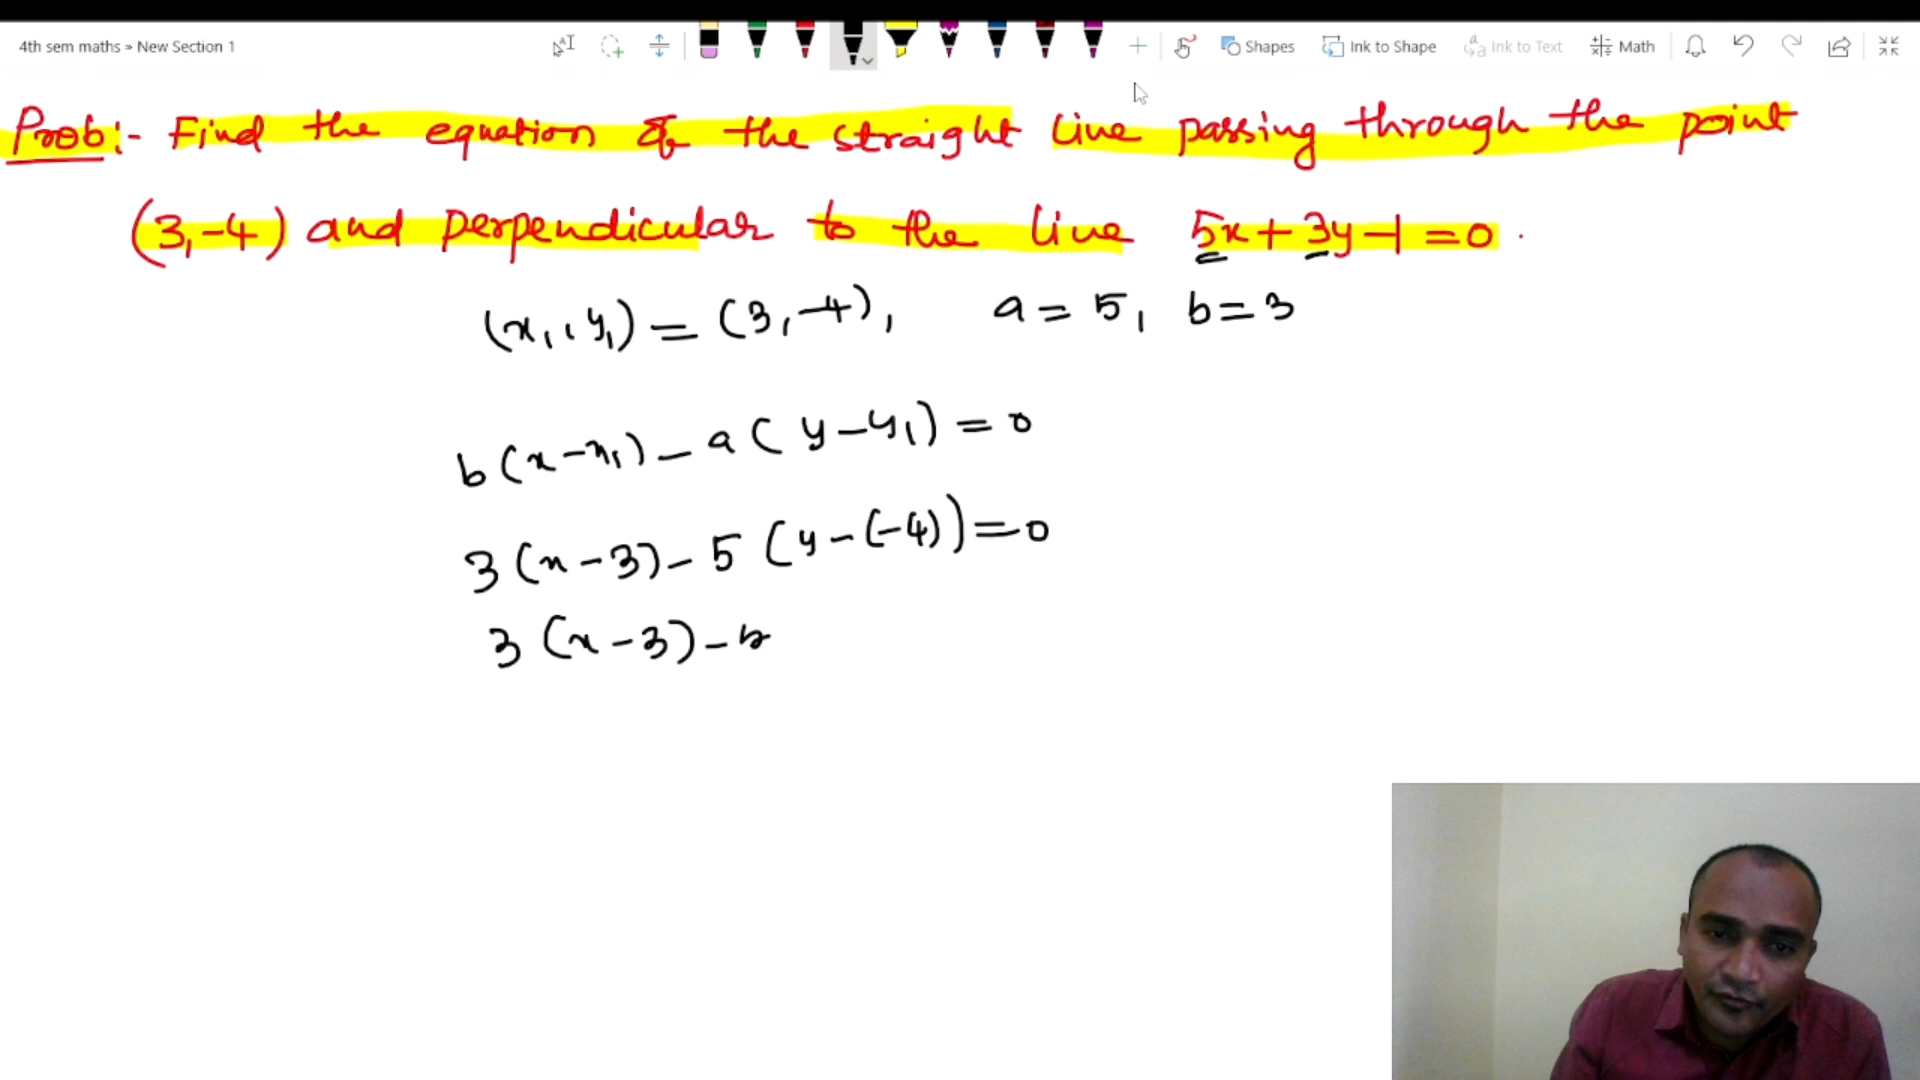 4th sem maths » New Section 1
Shapes Ink to Shape Ink to Text Math
Prob:- Find the equation of the straight line passing through the point
(3,-4) and perpendicular to the line 5x+3y-1=0.
(x₁, y₁) = (3,-4), a = 5, b = 3
b(x-x₁) - a(y-y₁) = 0
3(x-3) - 5(y-(-4)) = 0
3(x-3) -